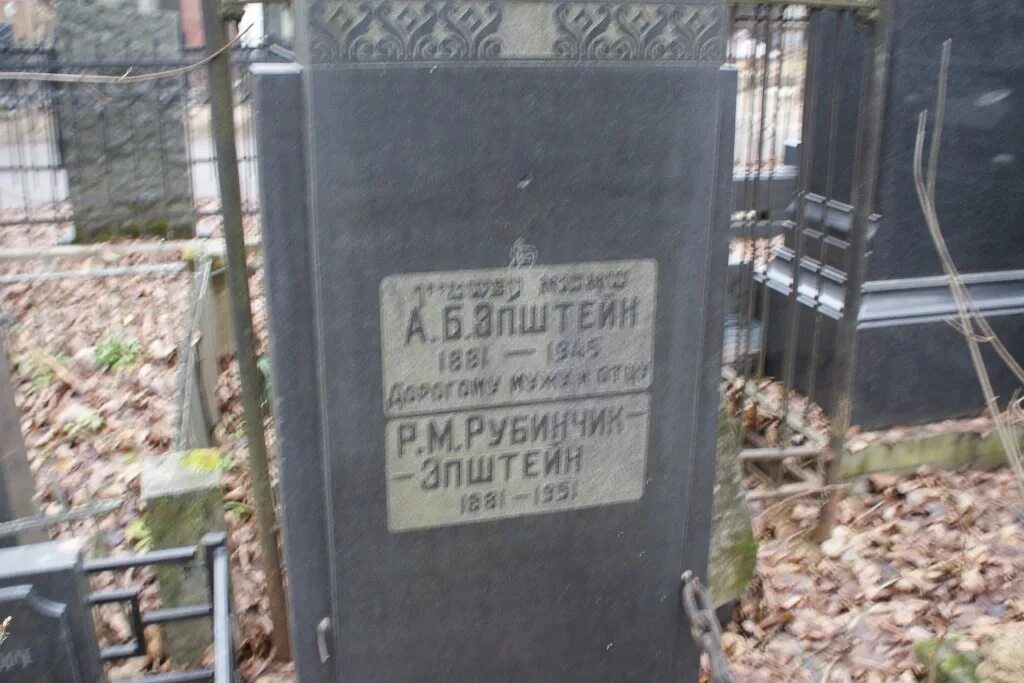 А.Б.ЭПШТЕЙН
1881 — 1945
ДОРОГОМУ МУЖУ И ОТЦУ
Р.М.РУБИНЧИК-
-ЭПШТЕЙН
1881-1951